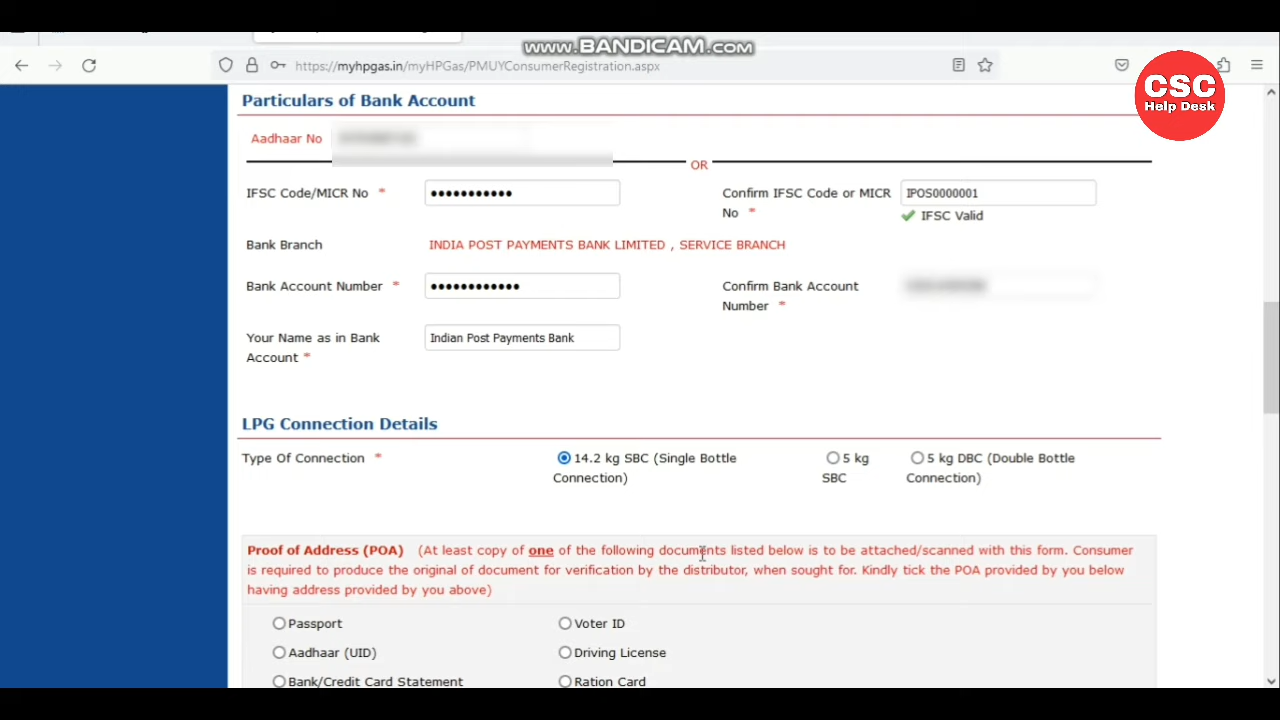 www.BANDICAM.com
https://myhpgas.in/myHPGas/PMUYConsumerRegistration.aspx
CSC
Help Desk
Particulars of Bank Account
Aadhaar No
OR
IFSC Code/MICR No *
Confirm IFSC Code or MICR No *
IPOS0000001
IFSC Valid
Bank Branch
INDIA POST PAYMENTS BANK LIMITED , SERVICE BRANCH
Bank Account Number *
Confirm Bank Account
Number *
Your Name as in Bank
Account *
Indian Post Payments Bank
LPG Connection Details
Type Of Connection *
14.2 kg SBC (Single Bottle
Connection)
5 kg
SBC
5 kg DBC (Double Bottle
Connection)
Proof of Address (POA) (At least copy of one of the following documents listed below is to be attached/scanned with this form. Consumer
is required to produce the original of document for verification by the distributor, when sought for. Kindly tick the POA provided by you below
having address provided by you above)
Passport
Voter ID
Aadhaar (UID)
Driving License
Bank/Credit Card Statement
Ration Card